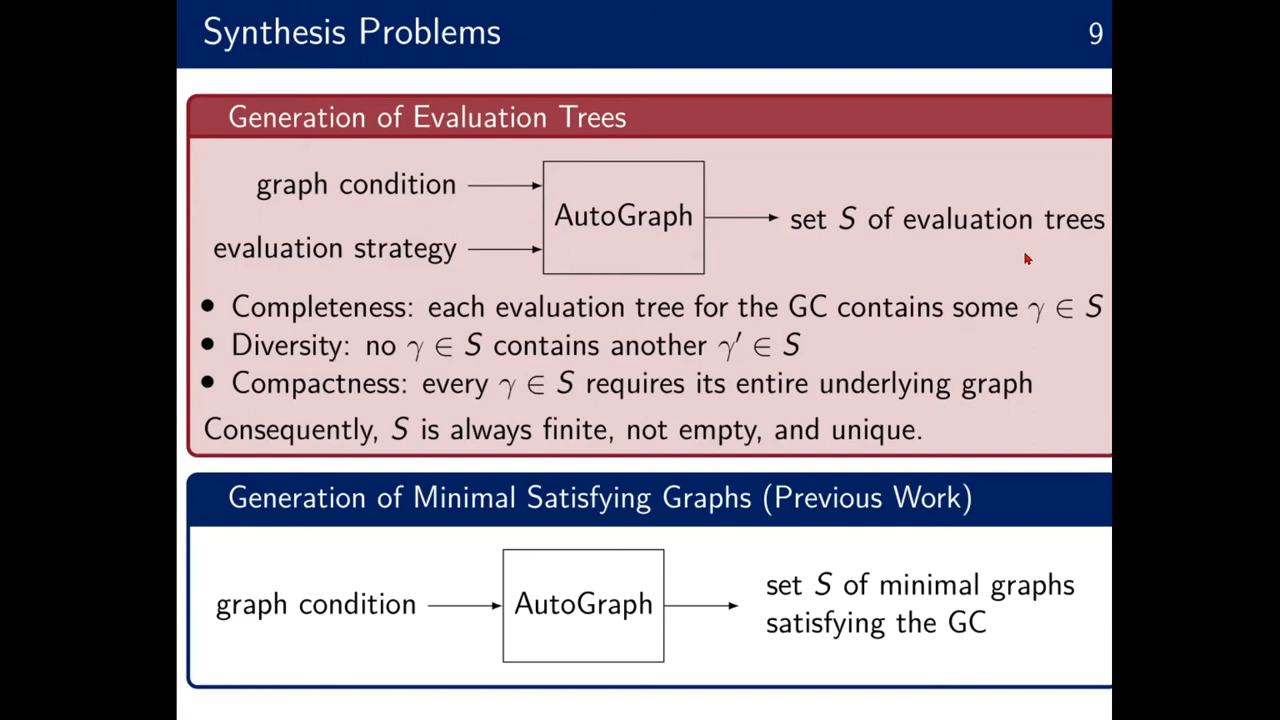 Synthesis Problems 9
Generation of Evaluation Trees
graph condition
evaluation strategy
AutoGraph
set S of evaluation trees
• Completeness: each evaluation tree for the GC contains some γ ∈ S
• Diversity: no γ ∈ S contains another γ′ ∈ S
• Compactness: every γ ∈ S requires its entire underlying graph
Consequently, S is always finite, not empty, and unique.
Generation of Minimal Satisfying Graphs (Previous Work)
graph condition
AutoGraph
set S of minimal graphs
satisfying the GC